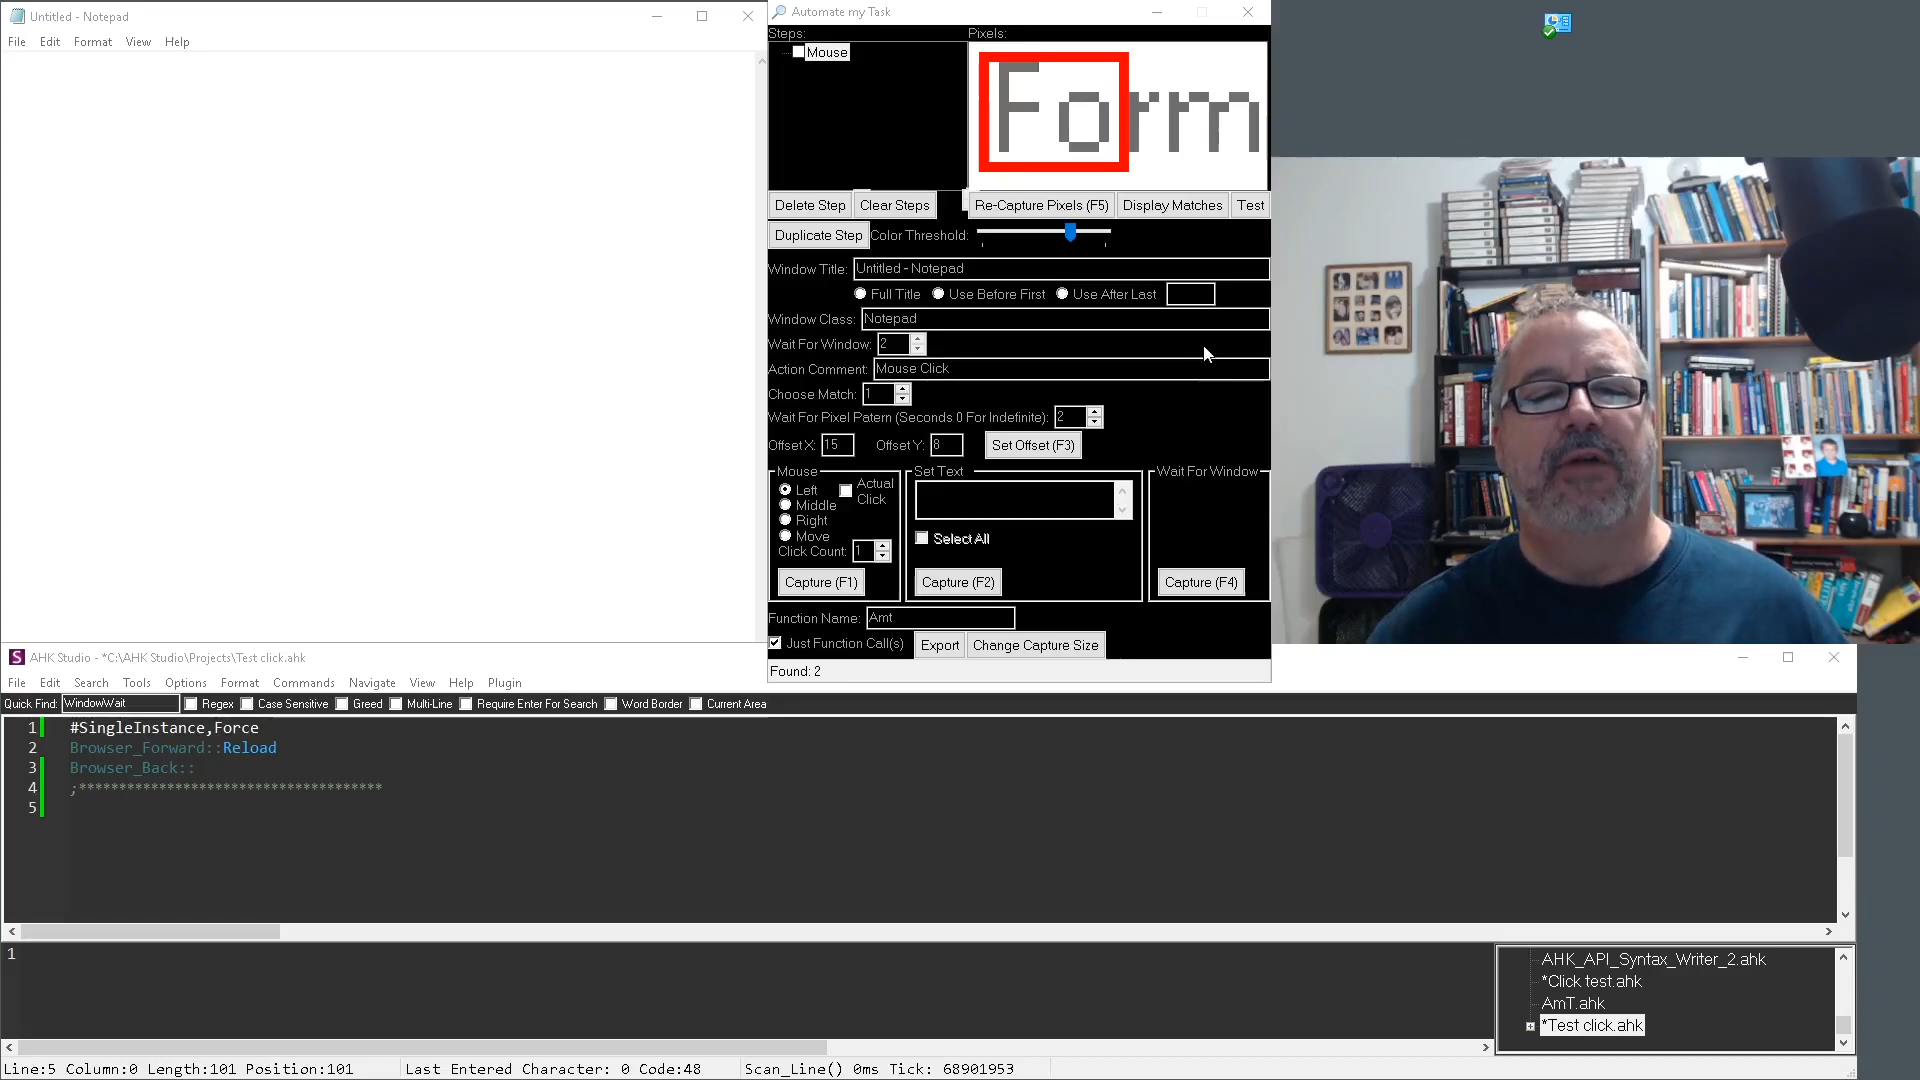 Untitled - Notepad
File Edit Format View Help
Automate my Task
Steps:
Mouse
Pixels:
Form
Delete Step Clear Steps Re-Capture Pixels (F5) Display Matches Test
Duplicate Step Color Threshold:
Window Title: Untitled - Notepad
Full Title Use Before First Use After Last
Window Class: Notepad
Wait For Window: 2
Action Comment: Mouse Click
Choose Match: 1
Wait For Pixel Patern (Seconds 0 For Indefinite): 2
Offset X: 15 Offset Y: 8 Set Offset (F3)
Mouse
Left
Middle
Right
Move
Actual
Click
Click Count: 1
Capture (F1)
Set Text
Select All
Capture (F2)
Wait For Window
Capture (F4)
Function Name: Amt
Just Function Call(s) Export Change Capture Size
Found: 2
AHK Studio - *C:\AHK Studio\Projects\Test click.ahk
File Edit Search Tools Options Format Commands Navigate View Help Plugin
Quick Find: WindowWait Regex Case Sensitive Greed Multi-Line Require Enter For Search Word Border Current Area
1 #SingleInstance,Force
2 Browser_Forward::Reload
3 Browser_Back::
4 ;**************************************
5
1
AHK_API_Syntax_Writer_2.ahk
*Click test.ahk
AmT.ahk
*Test click.ahk
Line:5 Column:0 Length:101 Position:101 Last Entered Character: 0 Code:48 Scan_Line() 0ms Tick: 68901953